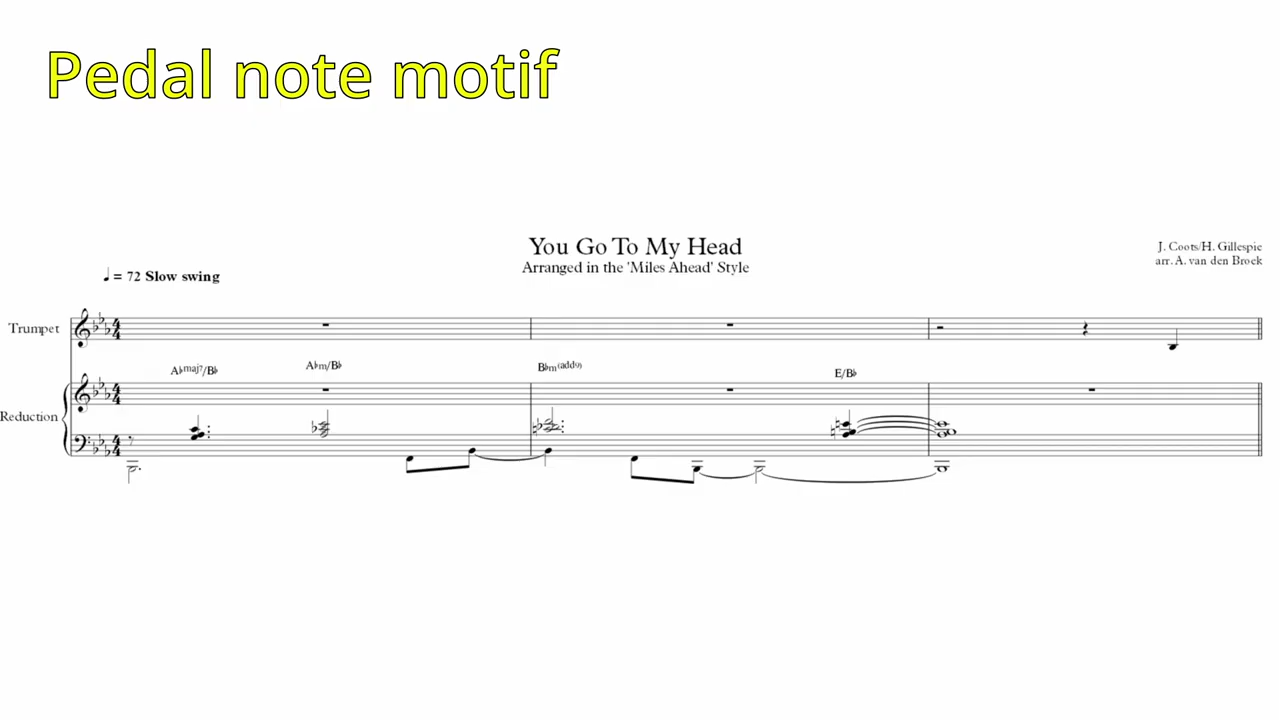 Pedal note motif
You Go To My Head
Arranged in the 'Miles Ahead' Style
J. Coots/H. Gillespie
arr. A. van den Broek
♩ = 72 Slow swing
Trumpet
A♭maj7/B♭ A♭m/B♭ B♭m(add9) E/B♭
Reduction